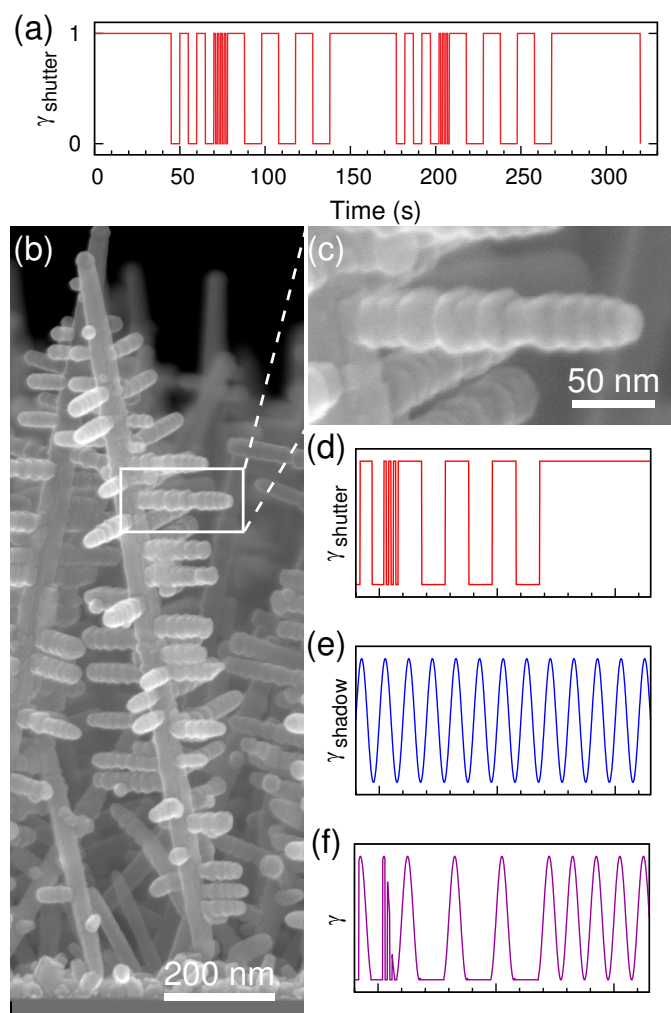 (a)
γ shutter
1
0
0 50 100 150 200 250 300
Time (s)
(b)
200 nm
(c)
50 nm
(d)
γ shutter
(e)
γ shadow
(f)
γ